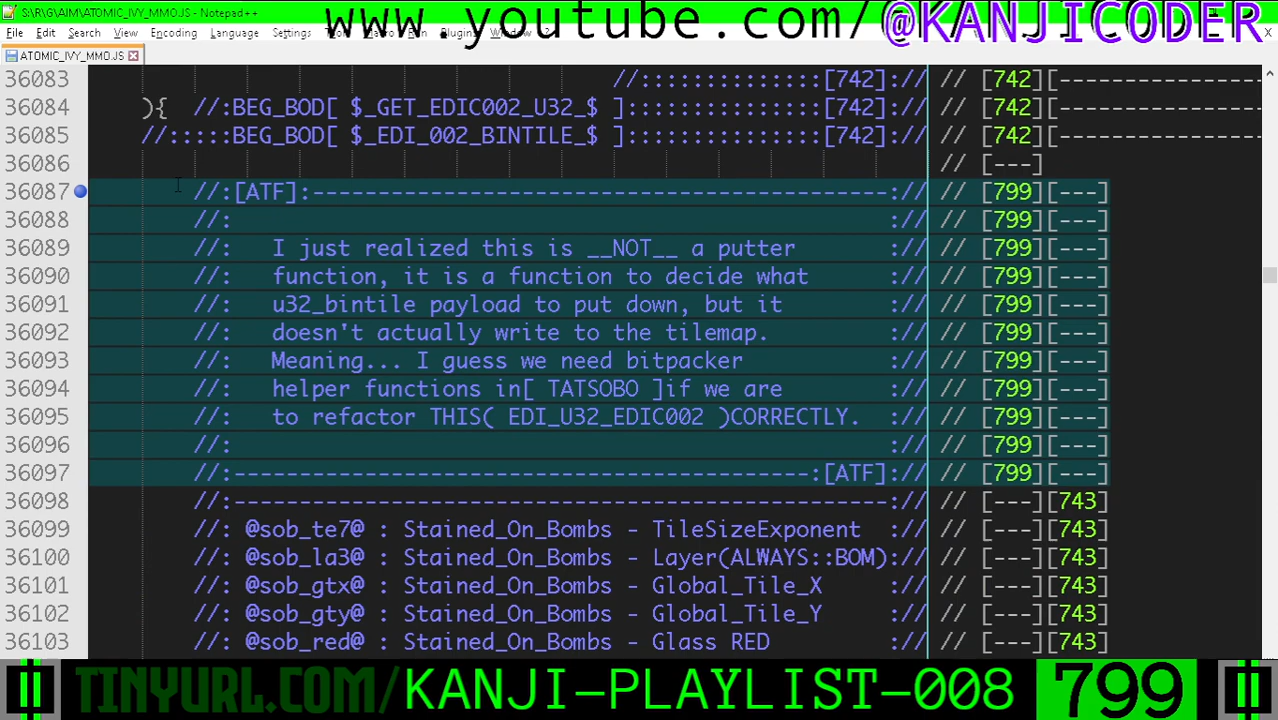 S:\R\G\AIM\ATOMIC_IVY_MMO.JS - Notepad++
www youtube.com/@KANJICODER
File Edit Search View Encoding Language Settings Tools Macro Run Plugins Window X
ATOMIC_IVY_MMO.JS
36083 //::::::::::::::[742]:// // [742][------------
36084 ){ //:BEG_BOD[ $_GET_EDIC002_U32_$ ]:::::::::::::::[742]:// // [742][------------
36085 //:::::BEG_BOD[ $_EDI_002_BINTILE_$ ]:::::::::::::::[742]:// // [742][------------
36086 // [---]
36087 //:[ATF]:--------------------------------------------:// // [799][---]
36088 //: :// // [799][---]
36089 //: I just realized this is __NOT__ a putter :// // [799][---]
36090 //: function, it is a function to decide what :// // [799][---]
36091 //: u32_bintile payload to put down, but it :// // [799][---]
36092 //: doesn't actually write to the tilemap. :// // [799][---]
36093 //: Meaning... I guess we need bitpacker :// // [799][---]
36094 //: helper functions in[ TATSOBO ]if we are :// // [799][---]
36095 //: to refactor THIS( EDI_U32_EDIC002 )CORRECTLY. :// // [799][---]
36096 //: :// // [799][---]
36097 //:--------------------------------------------:[ATF]:// // [799][---]
36098 //:--------------------------------------------------:// // [---][743]
36099 //: @sob_te7@ : Stained_On_Bombs - TileSizeExponent :// // [---][743]
36100 //: @sob_la3@ : Stained_On_Bombs - Layer(ALWAYS::BOM):// // [---][743]
36101 //: @sob_gtx@ : Stained_On_Bombs - Global_Tile_X :// // [---][743]
36102 //: @sob_gty@ : Stained_On_Bombs - Global_Tile_Y :// // [---][743]
36103 //: @sob_red@ : Stained_On_Bombs - Glass RED :// // [---][743]
TINYURL.COM/KANJI-PLAYLIST-008 799